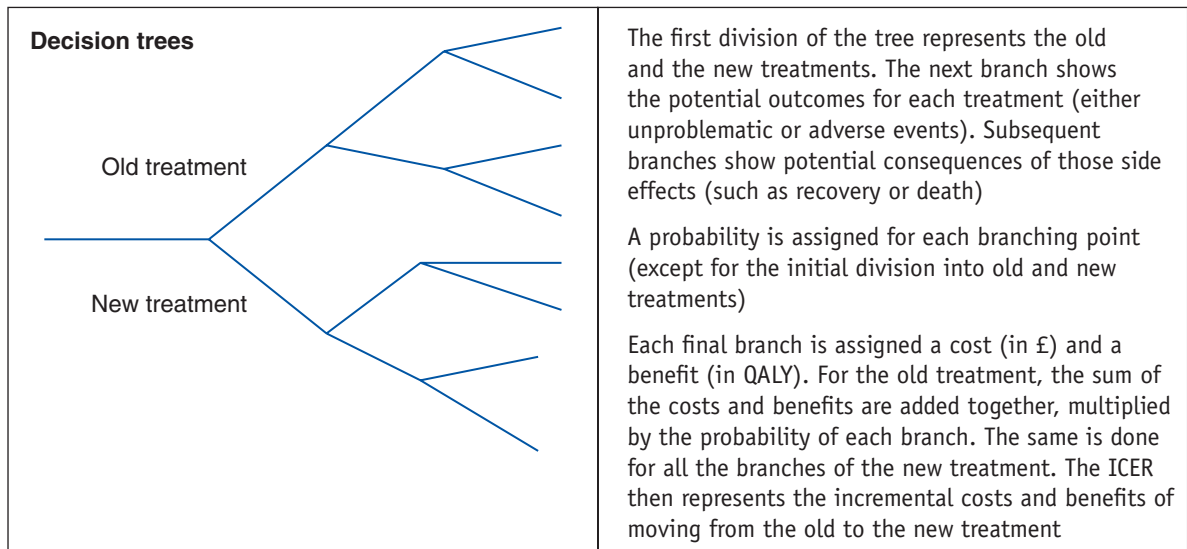 Decision trees
Old treatment
New treatment
The first division of the tree represents the old
and the new treatments. The next branch shows
the potential outcomes for each treatment (either
unproblematic or adverse events). Subsequent
branches show potential consequences of those side
effects (such as recovery or death)
A probability is assigned for each branching point
(except for the initial division into old and new
treatments)
Each final branch is assigned a cost (in £) and a
benefit (in QALY). For the old treatment, the sum of
the costs and benefits are added together, multiplied
by the probability of each branch. The same is done
for all the branches of the new treatment. The ICER
then represents the incremental costs and benefits of
moving from the old to the new treatment